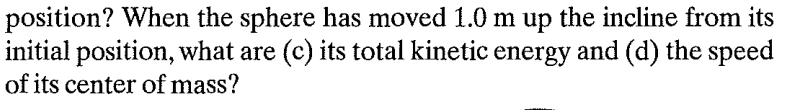 position? When the sphere has moved 1.0 m up the incline from its
initial position, what are (c) its total kinetic energy and (d) the speed
of its center of mass?